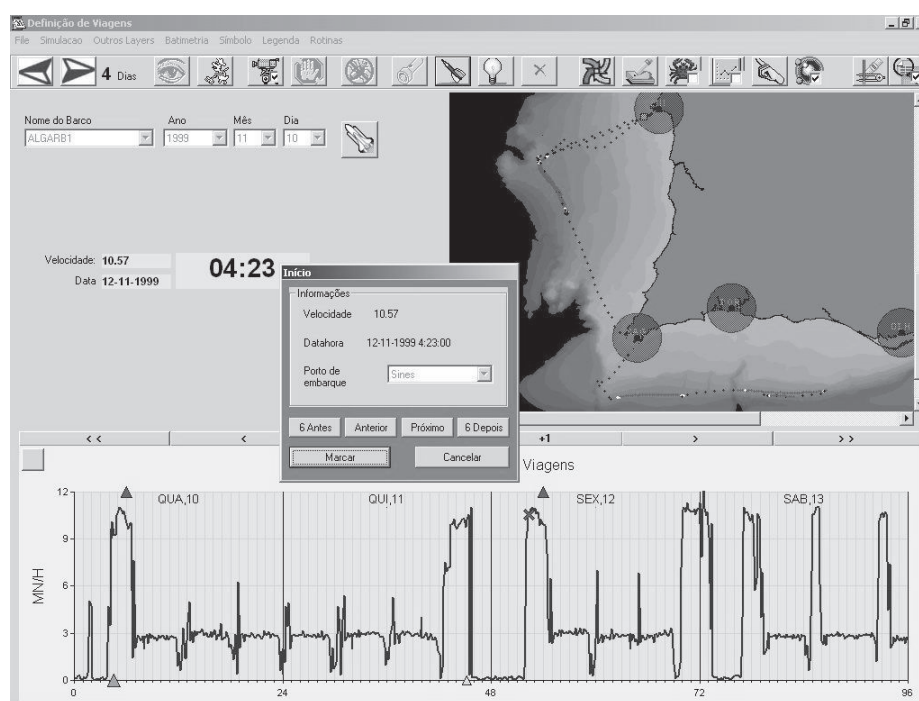 Definição de Viagens
File Simulacao Outros Layers Batimetria Símbolo Legenda Rotinas
4 Dias
Nome do Barco Ano Mês Dia
ALGARB1 1999 11 10
Velocidade: 10.57
Data 12-11-1999
04:23
Início
Informações
Velocidade 10.57
Datahora 12-11-1999 4:23:00
Porto de embarque Sines
6 Antes Anterior Próximo 6 Depois
Marcar Cancelar
<< < +1 > >>
Viagens
QUA,10 QUI,11 SEX,12 SAB,13
12
9
6
3
0
MN/H
0 24 48 72 96